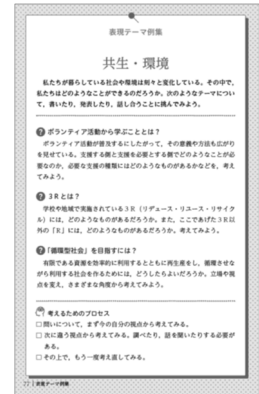 表現テーマ例集
共生・環境
私たちが暮らしている社会や環境は刻々と変化している。その中で、
私たちはどのようなことができるのだろうか。次のようなテーマについ
て、書いたり、発表したり、話し合うことに挑んでみよう。
? ボランティア活動から学ぶこととは？
ボランティア活動が普及するにしたがって、その意義や方法も広がり
を見せている。支援する側と支援を必要とする側でどのようなことが必
要なのか、必要な支援の種類にはどのようなものがあるかなどを、考え
てみよう。
? 3Rとは？
学校や地域で実施されている3R（リデュース・リユース・リサイク
ル）には、どのようなものがあるだろうか。また、ここであげた3R以
外の「R」には、どのようなものがあるだろうか。考えてみよう。
? 「循環型社会」を目指すには？
有限である資源を効率的に利用するとともに再生産をし、循環させな
がら利用する社会を作るためには、どうしたらよいだろう。立場や視
点を変え、さまざまな角度から考えてみよう。
考えるためのプロセス
□ 問いについて、まず今の自分の視点から考えてみる。
□ 次に違う視点から考えてみる。調べたり、話を聞いたりする必要が
ある。
□ その上で、もう一度考え直してみる。
77 表現テーマ例集